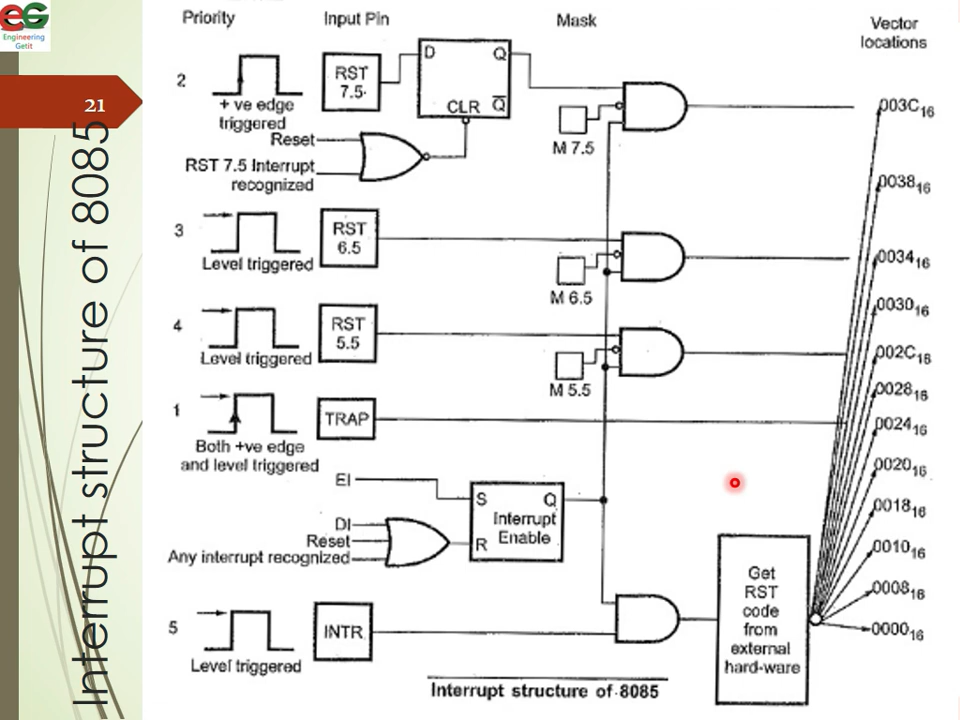 EG
Engineering
Getit
21
Interrupt structure of 8085
Priority
Input Pin
Mask
Vector
locations
2
+ ve edge
triggered
RST
7.5
D
Q
CLR
Q
M 7.5
Reset
RST 7.5 Interrupt
recognized
3
Level triggered
RST
6.5
M 6.5
4
Level triggered
RST
5.5
M 5.5
1
Both +ve edge
and level triggered
TRAP
EI
S
Q
Interrupt
Enable
R
DI
Reset
Any interrupt recognized
5
Level triggered
INTR
Get
RST
code
from
external
hard-ware
003C16
003816
003416
003016
002C16
002816
002416
002016
001816
001016
000816
000016
Interrupt structure of 8085